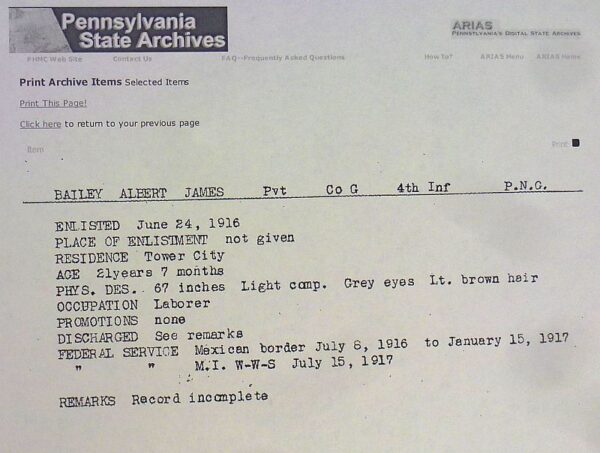 Pennsylvania
State Archives
ARIAS
PENNSYLVANIA'S DIGITAL STATE ARCHIVES
PHMC Web Site Contact Us FAQ--Frequently Asked Questions How To? ARIAS Menu ARIAS Home
Print Archive Items Selected Items
Print This Page!
Click here to return to your previous page
Item Print
BAILEY ALBERT JAMES Pvt Co G 4th Inf P.N.G.
ENLISTED June 24, 1916
PLACE OF ENLISTMENT not given
RESIDENCE Tower City
AGE 21years 7 months
PHYS. DES. 67 inches Light comp. Grey eyes Lt. brown hair
OCCUPATION Laborer
PROMOTIONS none
DISCHARGED See remarks
FEDERAL SERVICE Mexican border July 8, 1916 to January 15, 1917
" " M.I. W-W-S July 15, 1917
REMARKS Record incomplete